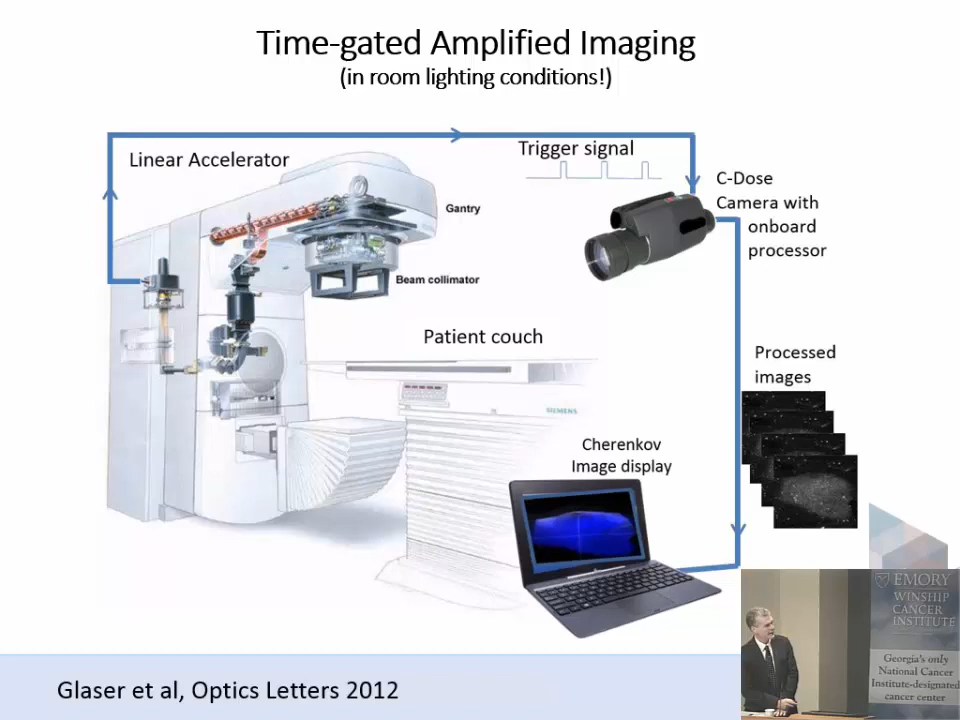 Time-gated Amplified Imaging
(in room lighting conditions!)
Linear Accelerator
Trigger signal
C-Dose
Camera with
onboard
processor
Gantry
Beam collimator
Patient couch
Processed
images
SIEMENS
Cherenkov
Image display
EMORY
WINSHIP
CANCER
INSTITUTE
Georgia's only
National Cancer
Institute-designated
cancer center
Glaser et al, Optics Letters 2012